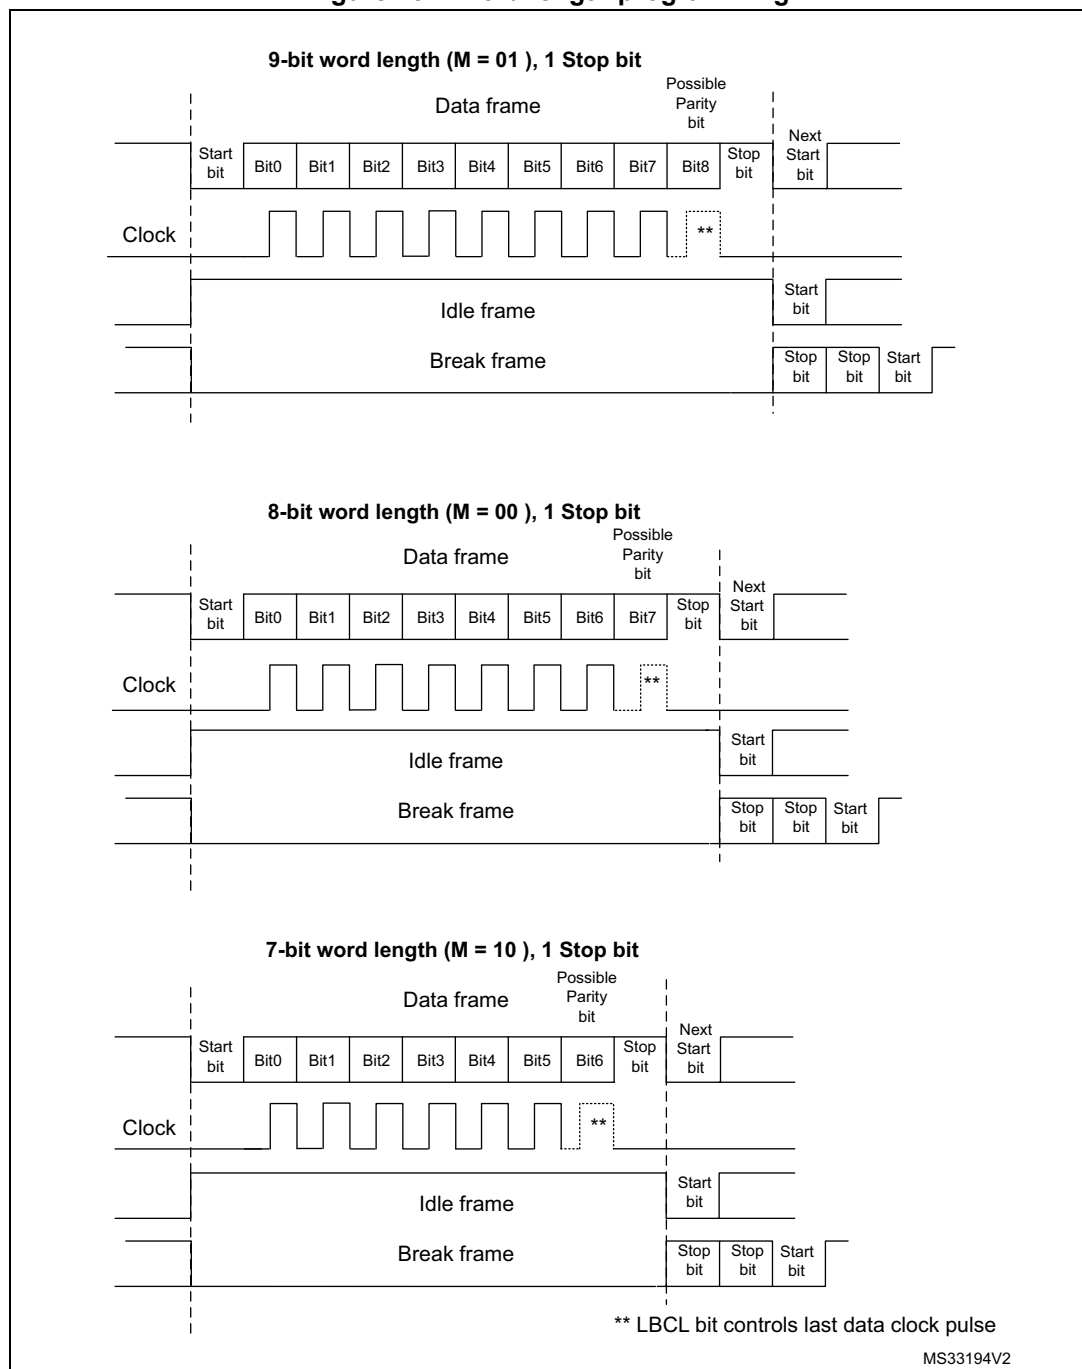 9-bit word length (M = 01 ), 1 Stop bit
Data frame
Possible
Parity
bit
Start
bit
Bit0
Bit1
Bit2
Bit3
Bit4
Bit5
Bit6
Bit7
Bit8
Stop
bit
Next
Start
bit
Clock
**
Idle frame
Start
bit
Break frame
Stop
bit
Stop
bit
Start
bit
8-bit word length (M = 00 ), 1 Stop bit
Data frame
Possible
Parity
bit
Start
bit
Bit0
Bit1
Bit2
Bit3
Bit4
Bit5
Bit6
Bit7
Stop
bit
Next
Start
bit
Clock
**
Idle frame
Start
bit
Break frame
Stop
bit
Stop
bit
Start
bit
7-bit word length (M = 10 ), 1 Stop bit
Data frame
Possible
Parity
bit
Start
bit
Bit0
Bit1
Bit2
Bit3
Bit4
Bit5
Bit6
Stop
bit
Next
Start
bit
Clock
**
Idle frame
Start
bit
Break frame
Stop
bit
Stop
bit
Start
bit
** LBCL bit controls last data clock pulse
MS33194V2